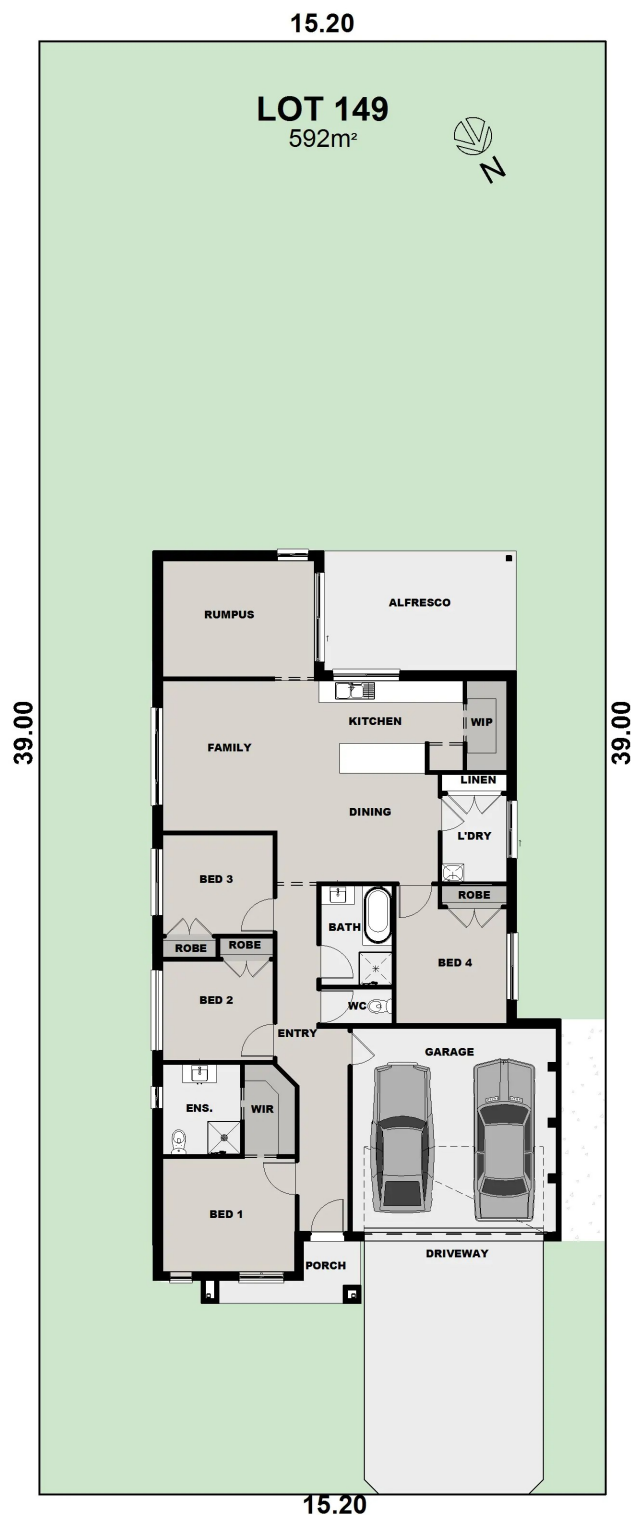 15.20
LOT 149
592m²
N
RUMPUS
ALFRESCO
39.00
39.00
KITCHEN
WIP
FAMILY
LINEN
DINING
L'DRY
BED 3
ROBE
BATH
ROBE
ROBE
BED 4
BED 2
WC
ENTRY
GARAGE
ENS.
WIR
BED 1
DRIVEWAY
PORCH
15.20